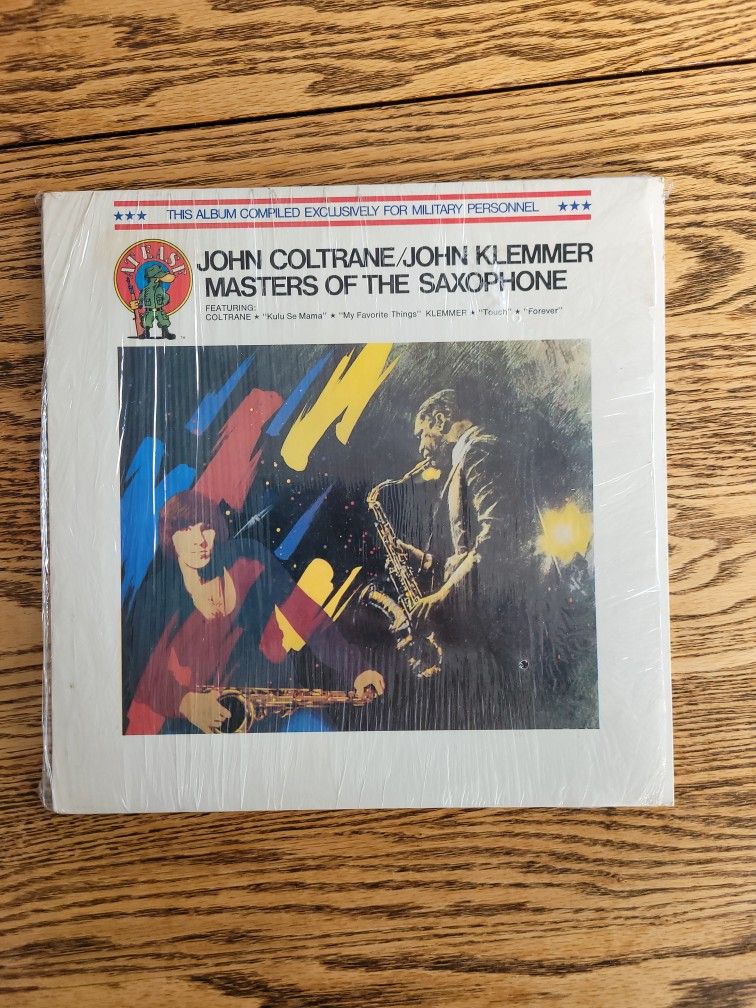 ★★★ THIS ALBUM COMPILED EXCLUSIVELY FOR MILITARY PERSONNEL ★★★
AT EASE
JOHN COLTRANE/JOHN KLEMMER
MASTERS OF THE SAXOPHONE
FEATURING:
COLTRANE ★ "Kulu Se Mama" ★ "My Favorite Things" KLEMMER ★ "Touch" ★ "Forever"
TM